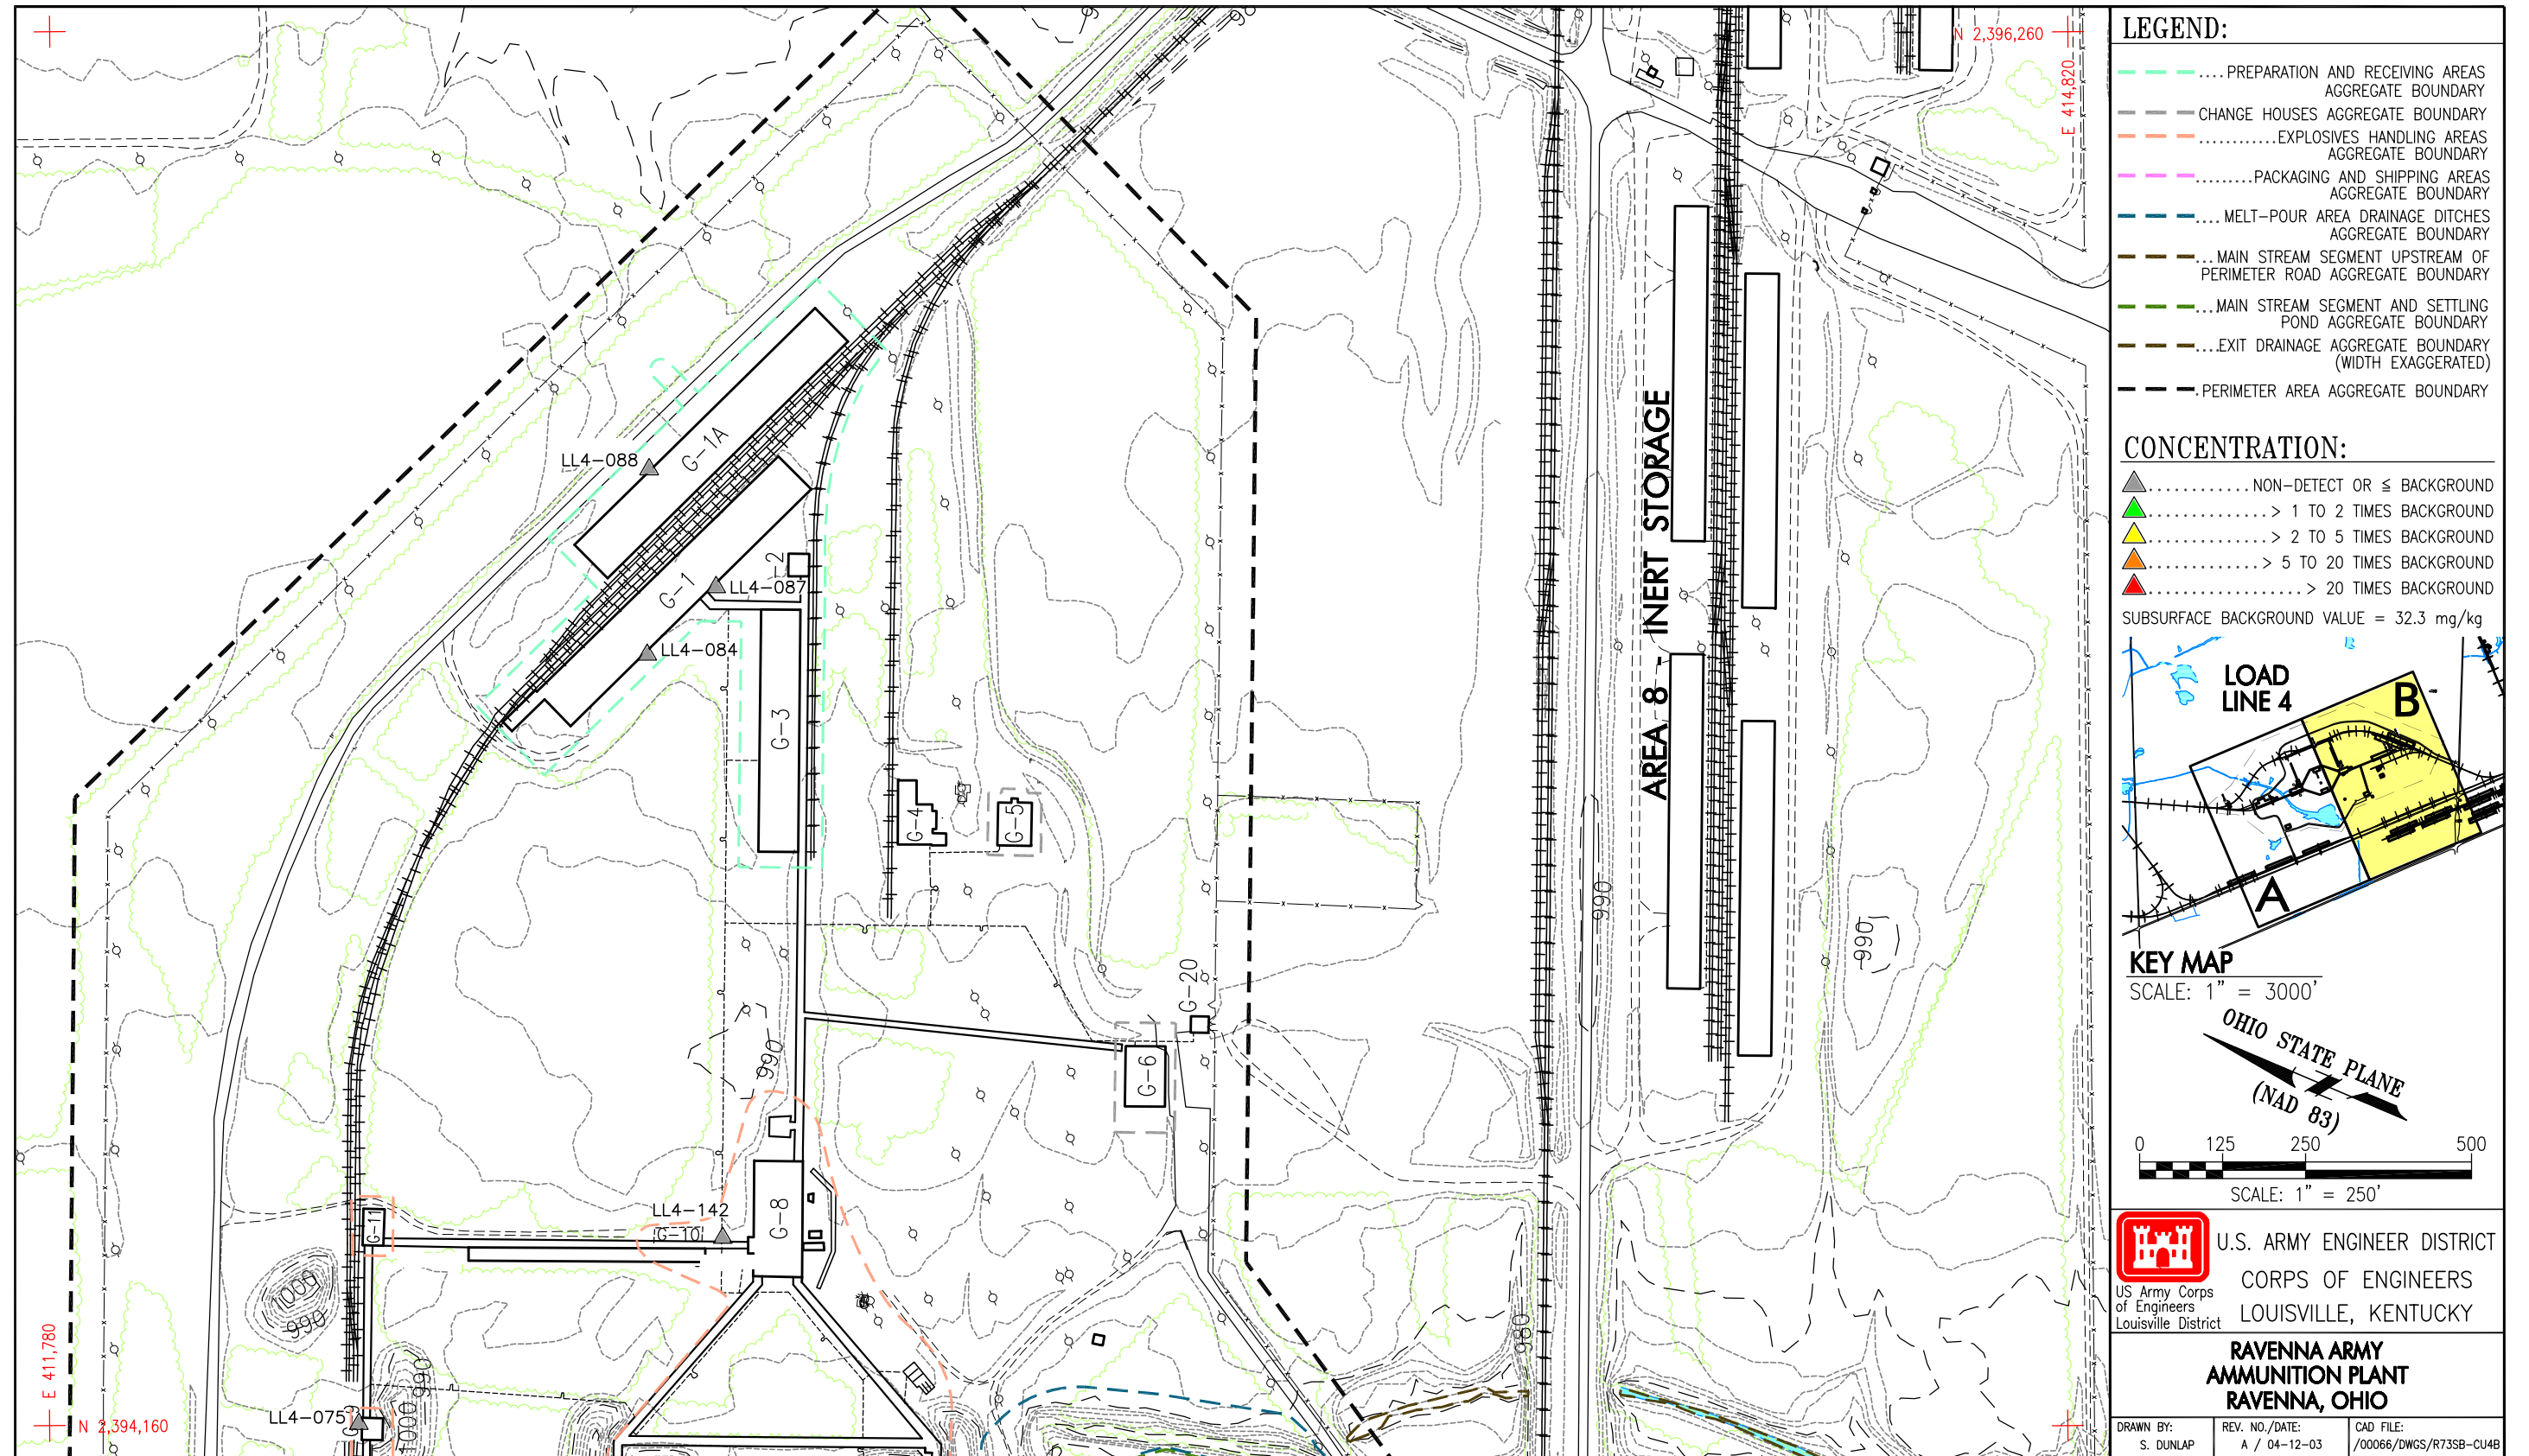 N 2,396,260
E 414,820
LL4-088
G-1A
G-1
2
LL4-087
LL4-084
G-3
G-4
G-5
AREA 8 - INERT STORAGE
990
990
G-20
G-6
990
G-8
LL4-142
G-10
G-11
1000
990
990
1000
980
LL4-075
E 411,780
N 2,394,160
LEGEND:
....PREPARATION AND RECEIVING AREAS
AGGREGATE BOUNDARY
CHANGE HOUSES AGGREGATE BOUNDARY
...........EXPLOSIVES HANDLING AREAS
AGGREGATE BOUNDARY
........PACKAGING AND SHIPPING AREAS
AGGREGATE BOUNDARY
....MELT-POUR AREA DRAINAGE DITCHES
AGGREGATE BOUNDARY
...MAIN STREAM SEGMENT UPSTREAM OF
PERIMETER ROAD AGGREGATE BOUNDARY
...MAIN STREAM SEGMENT AND SETTLING
POND AGGREGATE BOUNDARY
....EXIT DRAINAGE AGGREGATE BOUNDARY
(WIDTH EXAGGERATED)
.PERIMETER AREA AGGREGATE BOUNDARY
CONCENTRATION:
............NON-DETECT OR ≤ BACKGROUND
..............> 1 TO 2 TIMES BACKGROUND
..............> 2 TO 5 TIMES BACKGROUND
.............> 5 TO 20 TIMES BACKGROUND
..................> 20 TIMES BACKGROUND
SUBSURFACE BACKGROUND VALUE = 32.3 mg/kg
LOAD
LINE 4
B
A
KEY MAP
SCALE: 1" = 3000'
OHIO STATE PLANE
(NAD 83)
0 125 250 500
SCALE: 1" = 250'
US Army Corps
of Engineers
Louisville District
U.S. ARMY ENGINEER DISTRICT
CORPS OF ENGINEERS
LOUISVILLE, KENTUCKY
RAVENNA ARMY
AMMUNITION PLANT
RAVENNA, OHIO
DRAWN BY:
S. DUNLAP
REV. NO./DATE:
A / 04-12-03
CAD FILE:
/00066/DWGS/R73SB-CU4B